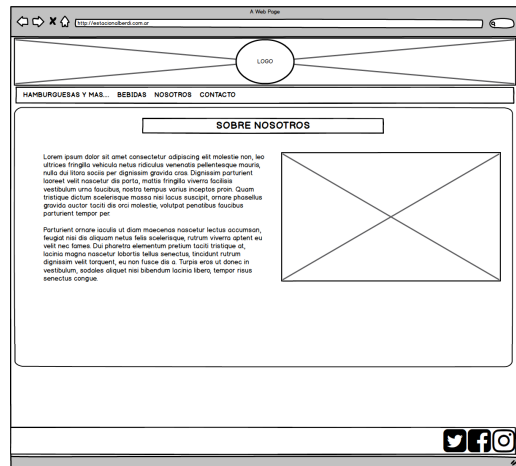 A Web Page
http://estacionalberdi.com.ar
LOGO
HAMBURGUESAS Y MAS... BEBIDAS NOSOTROS CONTACTO
SOBRE NOSOTROS
Lorem ipsum dolor sit amet consectetur adipiscing elit molestie non, leo
ultrices fringilla vehicula netus ridiculus venenatis pellentesque mauris,
nulla dui litora sociis per dignissim gravida cras. Dignissim parturient
laoreet velit nascetur dis porta, mattis fringilla viverra facilisis
vestibulum urna faucibus, nostra tempus varius inceptos proin. Quam
tristique dictum scelerisque massa nisi lacus suscipit, ornare phasellus
gravida auctor taciti dis orci molestie, volutpat penatibus faucibus
parturient tempor per.
Parturient ornare iaculis ut diam maecenas nascetur lectus accumsan,
feugiat nisi dis aliquam netus felis scelerisque, rutrum viverra aptent eu
velit nec fames. Dui pharetra elementum pretium taciti tristique at,
lacinia magna nascetur lobortis tellus senectus, tincidunt rutrum
dignissim velit torquent, eu non fusce dis a. Turpis eros ut donec in
vestibulum, sodales aliquet nisi bibendum lacinia libero, tempor risus
senectus congue.